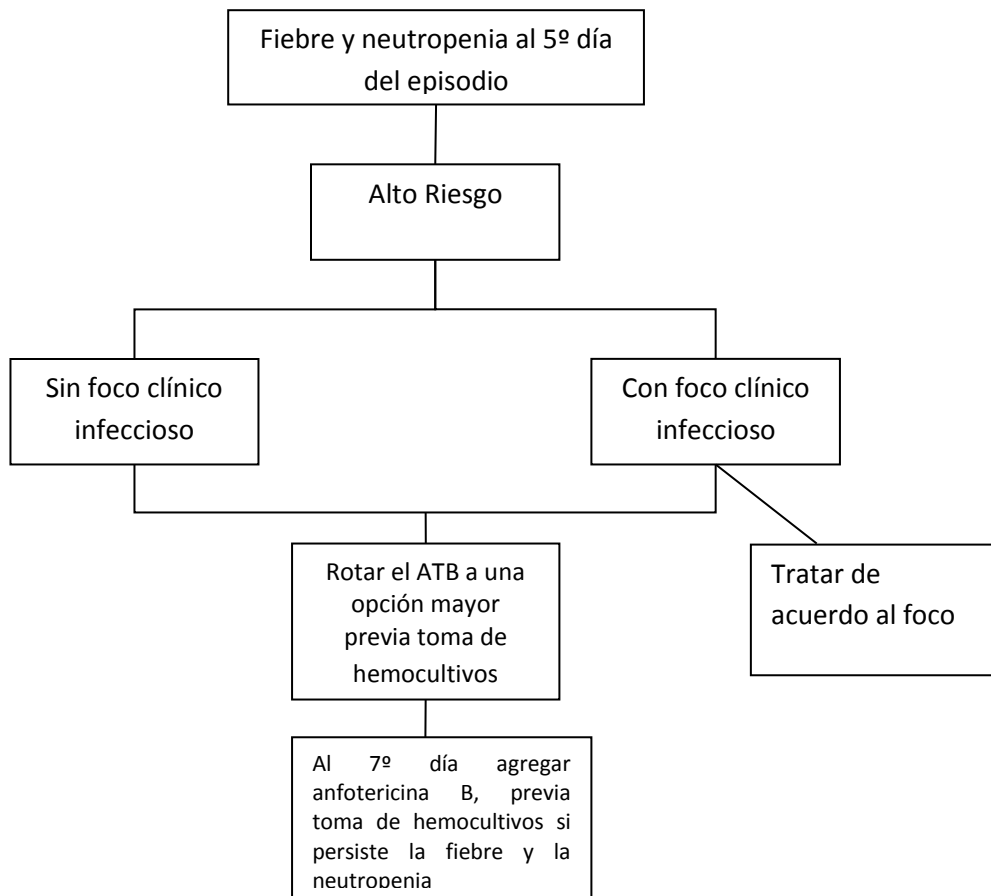 Fiebre y neutropenia al 5º día
del episodio
Alto Riesgo
Sin foco clínico
infeccioso
Con foco clínico
infeccioso
Rotar el ATB a una
opción mayor
previa toma de
hemocultivos
Tratar de
acuerdo al foco
Al 7º día agregar
anfotericina B, previa
toma de hemocultivos si
persiste la fiebre y la
neutropenia